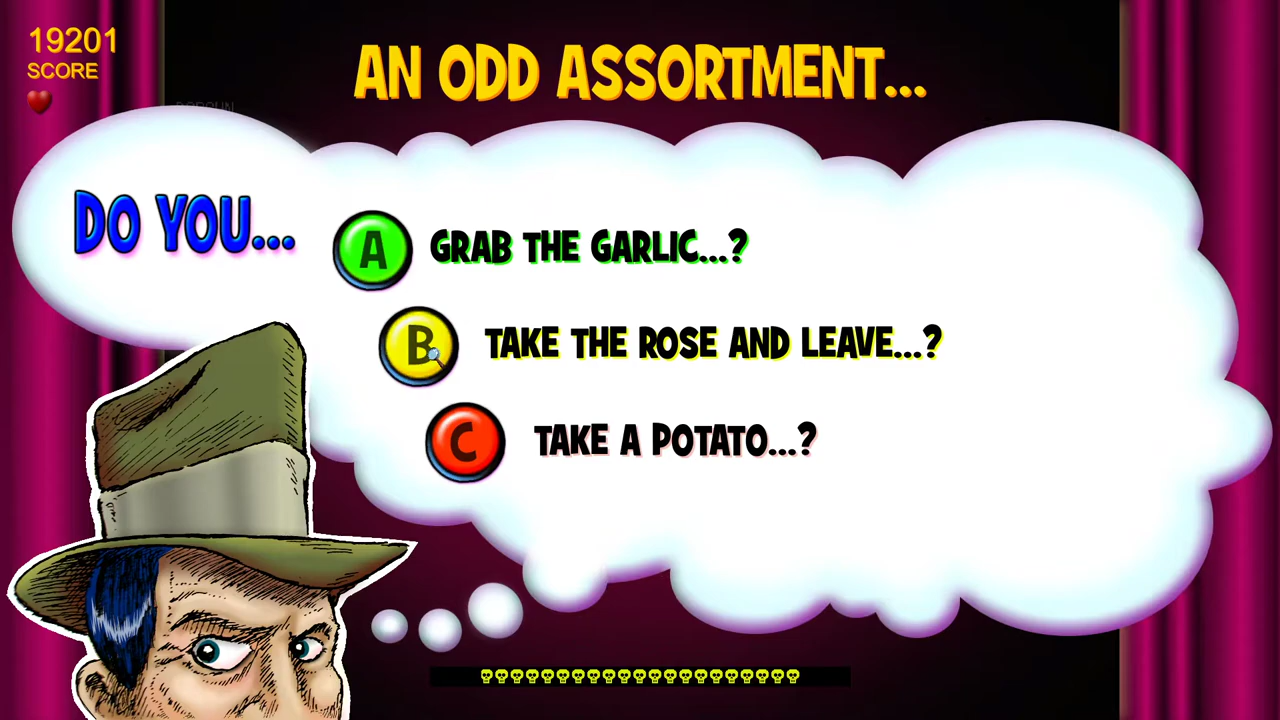 19201
SCORE
AN ODD ASSORTMENT...
DO YOU...
A GRAB THE GARLIC...?
B TAKE THE ROSE AND LEAVE...?
C TAKE A POTATO...?